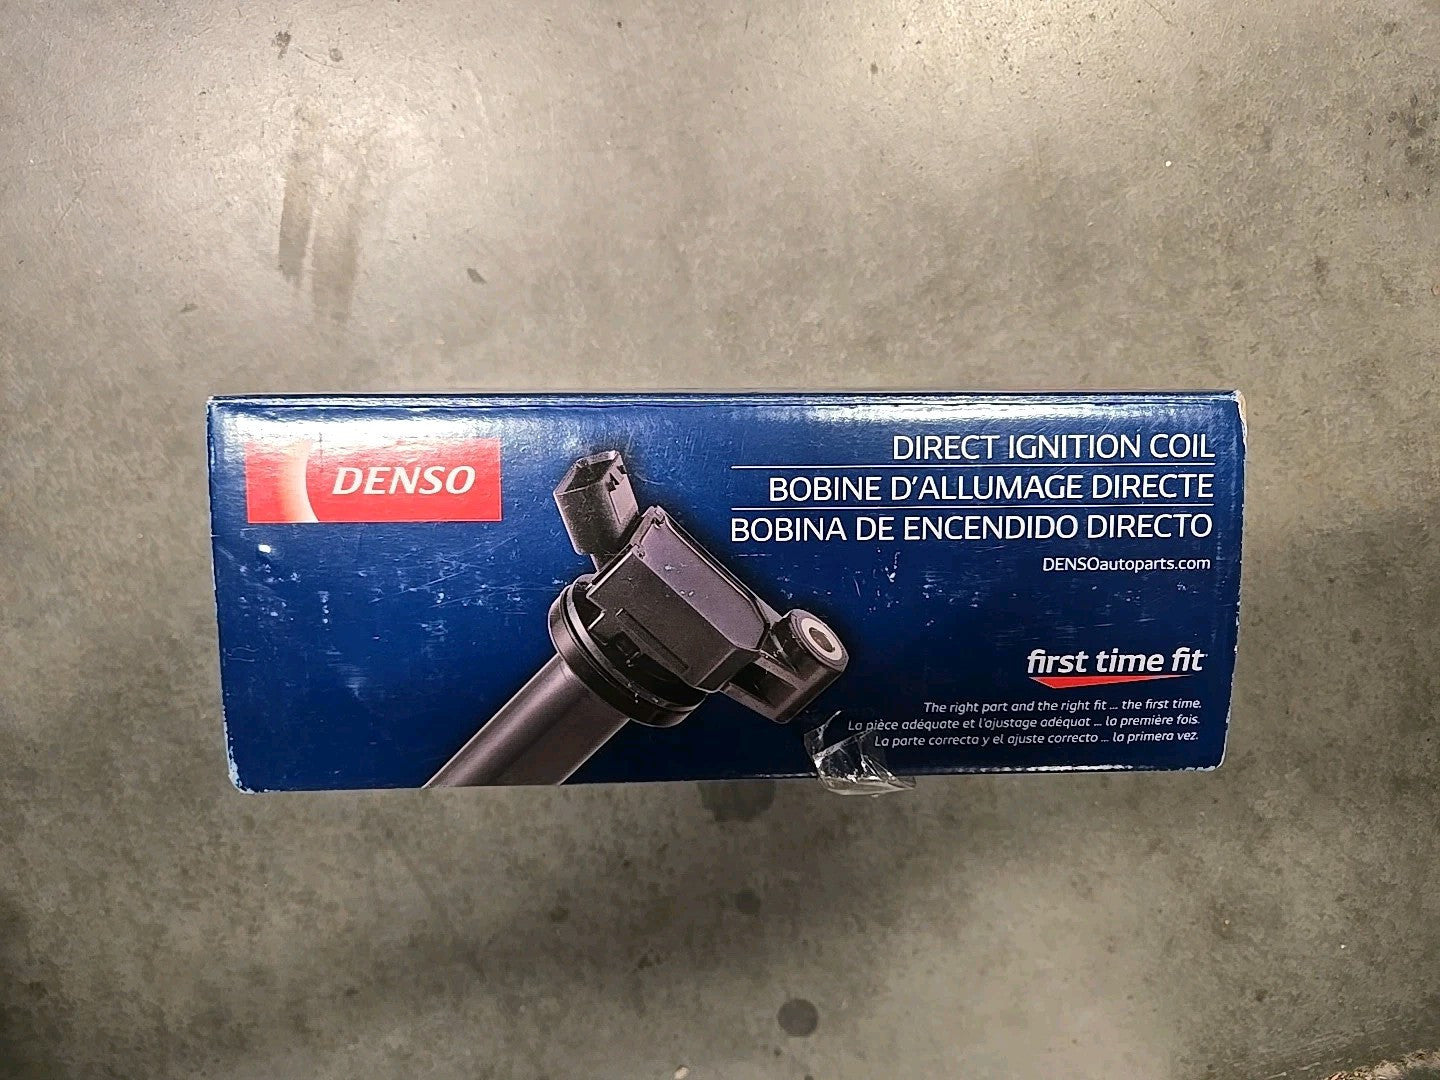 DENSO
DIRECT IGNITION COIL
BOBINE D'ALLUMAGE DIRECTE
BOBINA DE ENCENDIDO DIRECTO
DENSOautoparts.com
first time fit
The right part and the right fit ... the first time.
La pièce adéquate et l'ajustage adéquat ... la première fois.
La parte correcta y el ajuste correcto ... la primera vez.